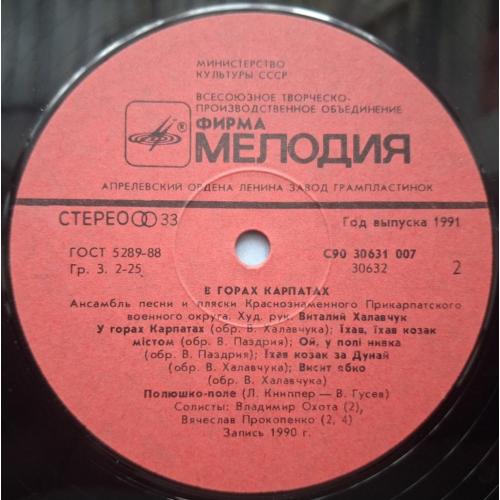 МИНИСТЕРСТВО
КУЛЬТУРЫ СССР
ВСЕСОЮЗНОЕ ТВОРЧЕСКО-
ПРОИЗВОДСТВЕННОЕ ОБЪЕДИНЕНИЕ
ФИРМА
® МЕЛОДИЯ
АПРЕЛЕВСКИЙ ОРДЕНА ЛЕНИНА ЗАВОД ГРАМПЛАСТИНОК
СТЕРЕО 33 Год выпуска 1991
ГОСТ 5289-88 С90 30631 007
Гр. 3. 2-25 30632 2
В ГОРАХ КАРПАТАХ
Ансамбль песни и пляски Краснознаменного Прикарпатского
военного округа. Худ. рук. Виталий Халавчук
У горах Карпатах (обр. В. Халавчука); Їхав, їхав козак
містом (обр. В. Паздрия); Ой, у полі нивка
(обр. В. Паздрия); Їхав козак за Дунай
(обр. В. Халавчука); Висит ябко
(обр. В. Халавчука)
Полюшко-поле (Л. Книппер — В. Гусев)
Солисты: Владимир Охота (2),
Вячеслав Прокопенко (2, 4)
Запись 1990 г.